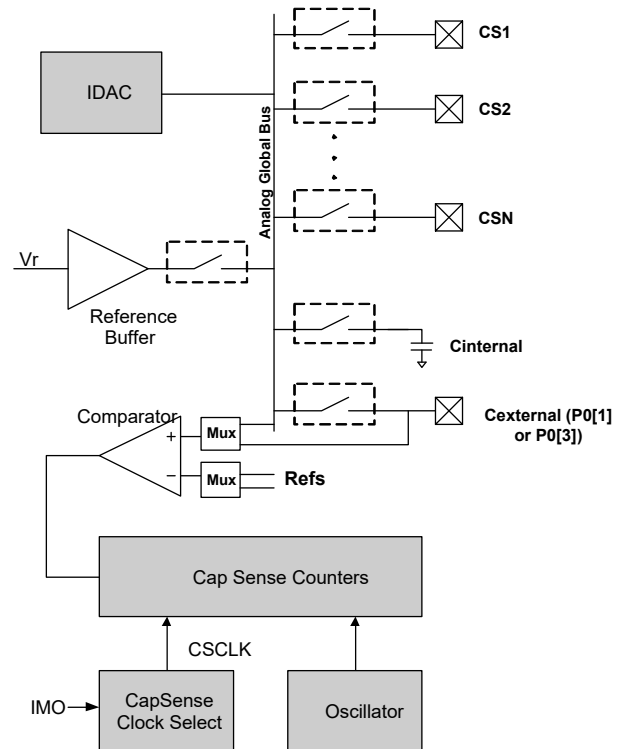 CS1
IDAC
CS2
Analog Global Bus
CSN
Vr
Reference
Buffer
Cinternal
Comparator
Mux
Cexternal (P0[1]
or P0[3])
+
−
Mux
Refs
Cap Sense Counters
CSCLK
IMO
CapSense
Clock Select
Oscillator